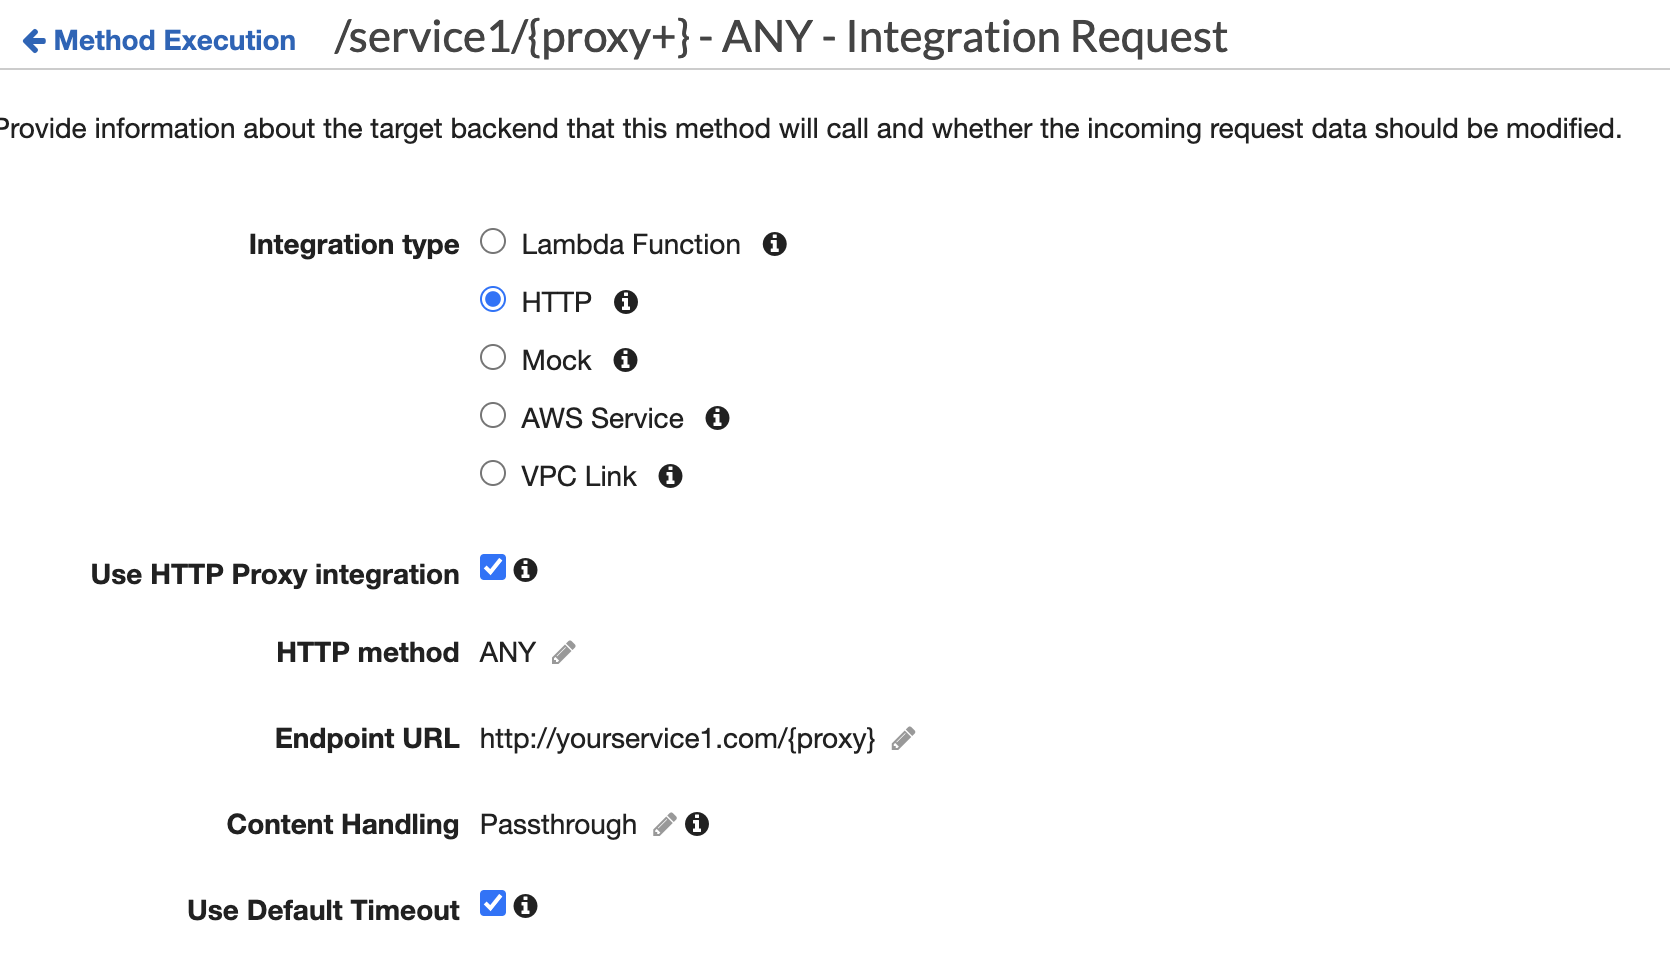 Method Execution /service1/{proxy+} - ANY - Integration Request
Provide information about the target backend that this method will call and whether the incoming request data should be modified.
Integration type Lambda Function
HTTP
Mock
AWS Service
VPC Link
Use HTTP Proxy integration
HTTP method ANY
Endpoint URL http://yourservice1.com/{proxy}
Content Handling Passthrough
Use Default Timeout